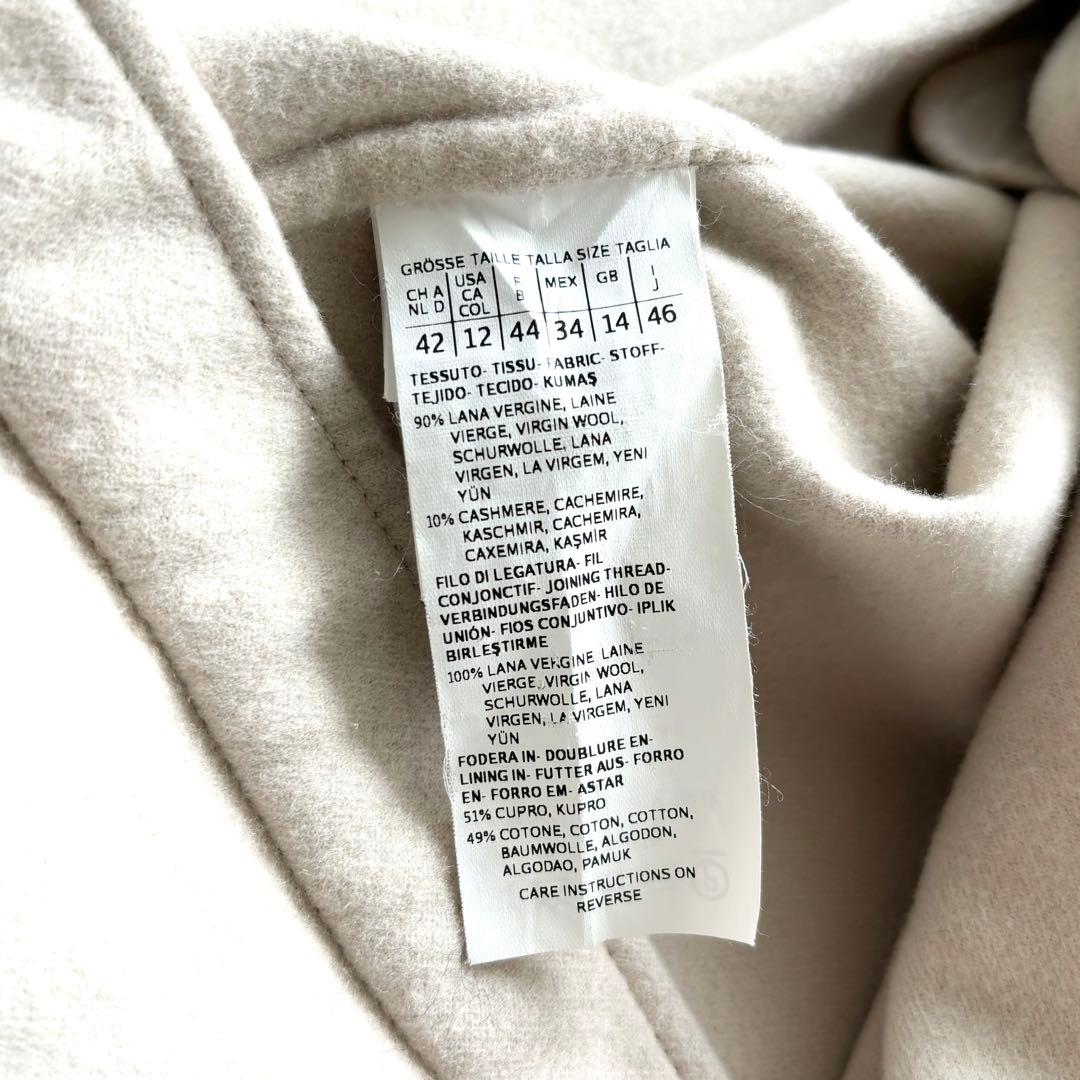 GRÖSSE TAILLE TALLA SIZE TAGLIA
CH A USA F MEX GB I
NL D CA B J
COL
42 12 44 34 14 46
TESSUTO- TISSU- FABRIC- STOFF-
TEJIDO- TECIDO- KUMAŞ
90% LANA VERGINE, LAINE
VIERGE, VIRGIN WOOL,
SCHURWOLLE, LANA
VIRGEN, LA VIRGEM, YENI
YÜN
10% CASHMERE, CACHEMIRE,
KASCHMIR, CACHEMIRA,
CAXEMIRA, KAŞMİR
FILO DI LEGATURA- FIL
CONJONCTIF- JOINING THREAD-
VERBINDUNGSFADEN- HILO DE
UNIÓN- FIOS CONJUNTIVO- IPLIK
BIRLEŞTIRME
100% LANA VERGINE, LAINE
VIERGE, VIRGIN WOOL,
SCHURWOLLE, LANA
VIRGEN, LA VIRGEM, YENI
YÜN
FODERA IN- DOUBLURE EN-
LINING IN- FUTTER AUS- FORRO
EN- FORRO EM- ASTAR
51% CUPRO, KUPRO
49% COTONE, COTON, COTTON,
BAUMWOLLE, ALGODON,
ALGODAO, PAMUK
CARE INSTRUCTIONS ON
REVERSE